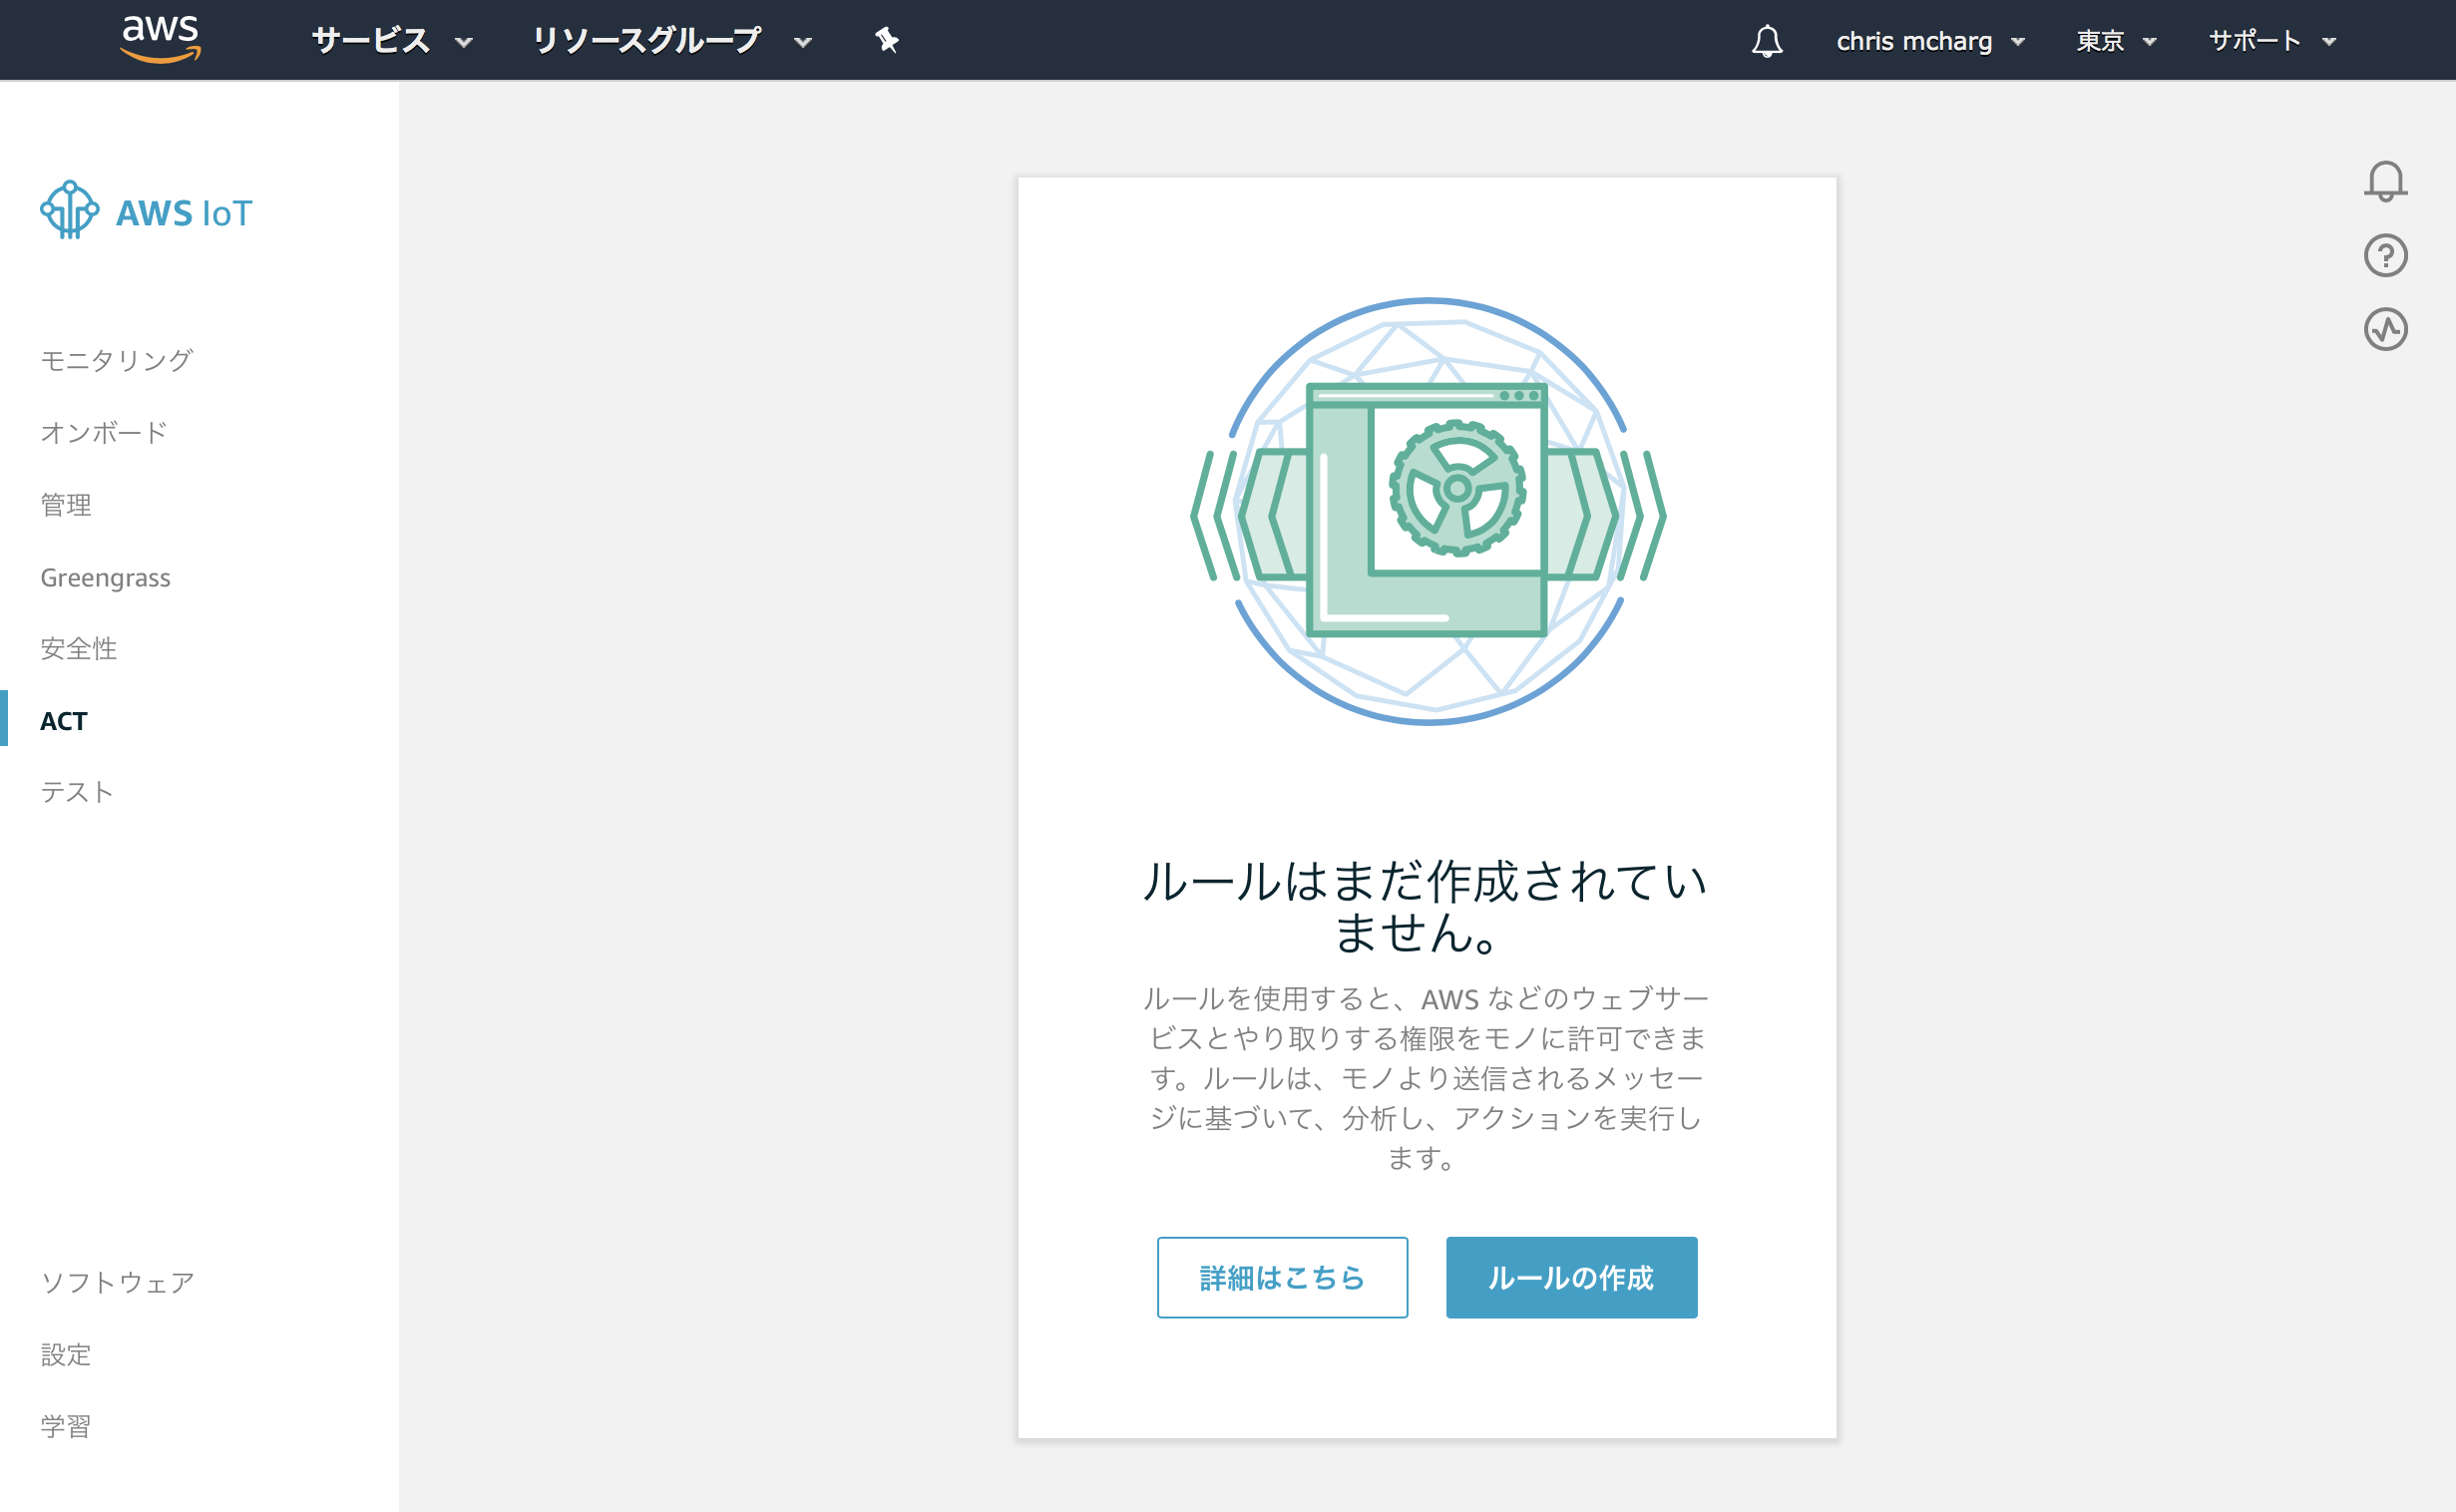 aws
サービス
リソースグループ
chris mcharg
東京
サポート
AWS IoT
モニタリング
オンボード
管理
Greengrass
安全性
ACT
テスト
ソフトウェア
設定
学習
ルールはまだ作成されてい
ません。
ルールを使用すると、AWS などのウェブサー
ビスとやり取りする権限をモノに許可できま
す。ルールは、モノより送信されるメッセー
ジに基づいて、分析し、アクションを実行し
ます。
詳細はこちら
ルールの作成